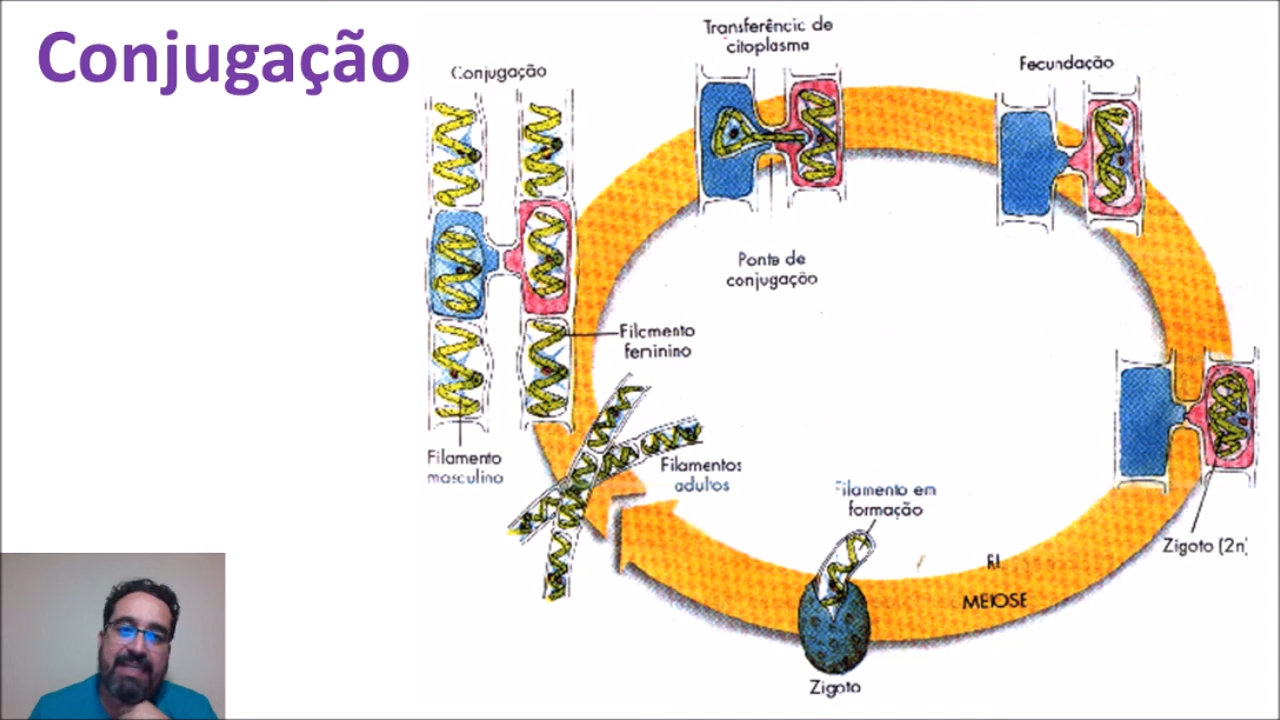 Conjugação
Conjugação
Transferência de
citoplasma
Fecundação
Ponte de
conjugação
Filamento
feminino
Filamento
masculino
Filamentos
adultos
Filamento em
formação
Zigoto (2n)
R!
MEIOSE
Zigoto